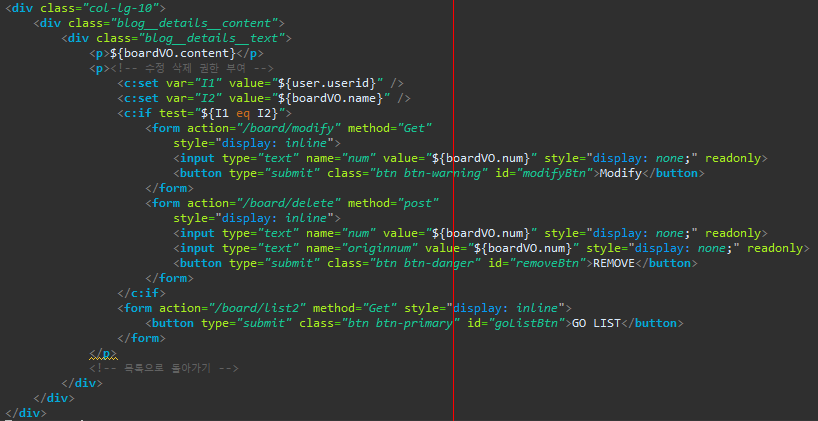 <div class="col-lg-10">
<div class="blog__details__content">
<div class="blog__details__text">
<p>${boardVO.content}</p>
<p><!-- 수정 삭제 권한 부여 -->
<c:set var="I1" value="${user.userid}" />
<c:set var="I2" value="${boardVO.name}" />
<c:if test="${I1 eq I2}">
<form action="/board/modify" method="Get"
style="display: inline">
<input type="text" name="num" value="${boardVO.num}" style="display: none;" readonly>
<button type="submit" class="btn btn-warning" id="modifyBtn">Modify</button>
</form>
<form action="/board/delete" method="post"
style="display: inline">
<input type="text" name="num" value="${boardVO.num}" style="display: none;" readonly>
<input type="text" name="originnum" value="${boardVO.num}" style="display: none;" readonly>
<button type="submit" class="btn btn-danger" id="removeBtn">REMOVE</button>
</form>
</c:if>
<form action="/board/list2" method="Get" style="display: inline">
<button type="submit" class="btn btn-primary" id="goListBtn">GO LIST</button>
</form>
</p>
<!-- 목록으로 돌아가기 -->
</div>
</div>
</div>